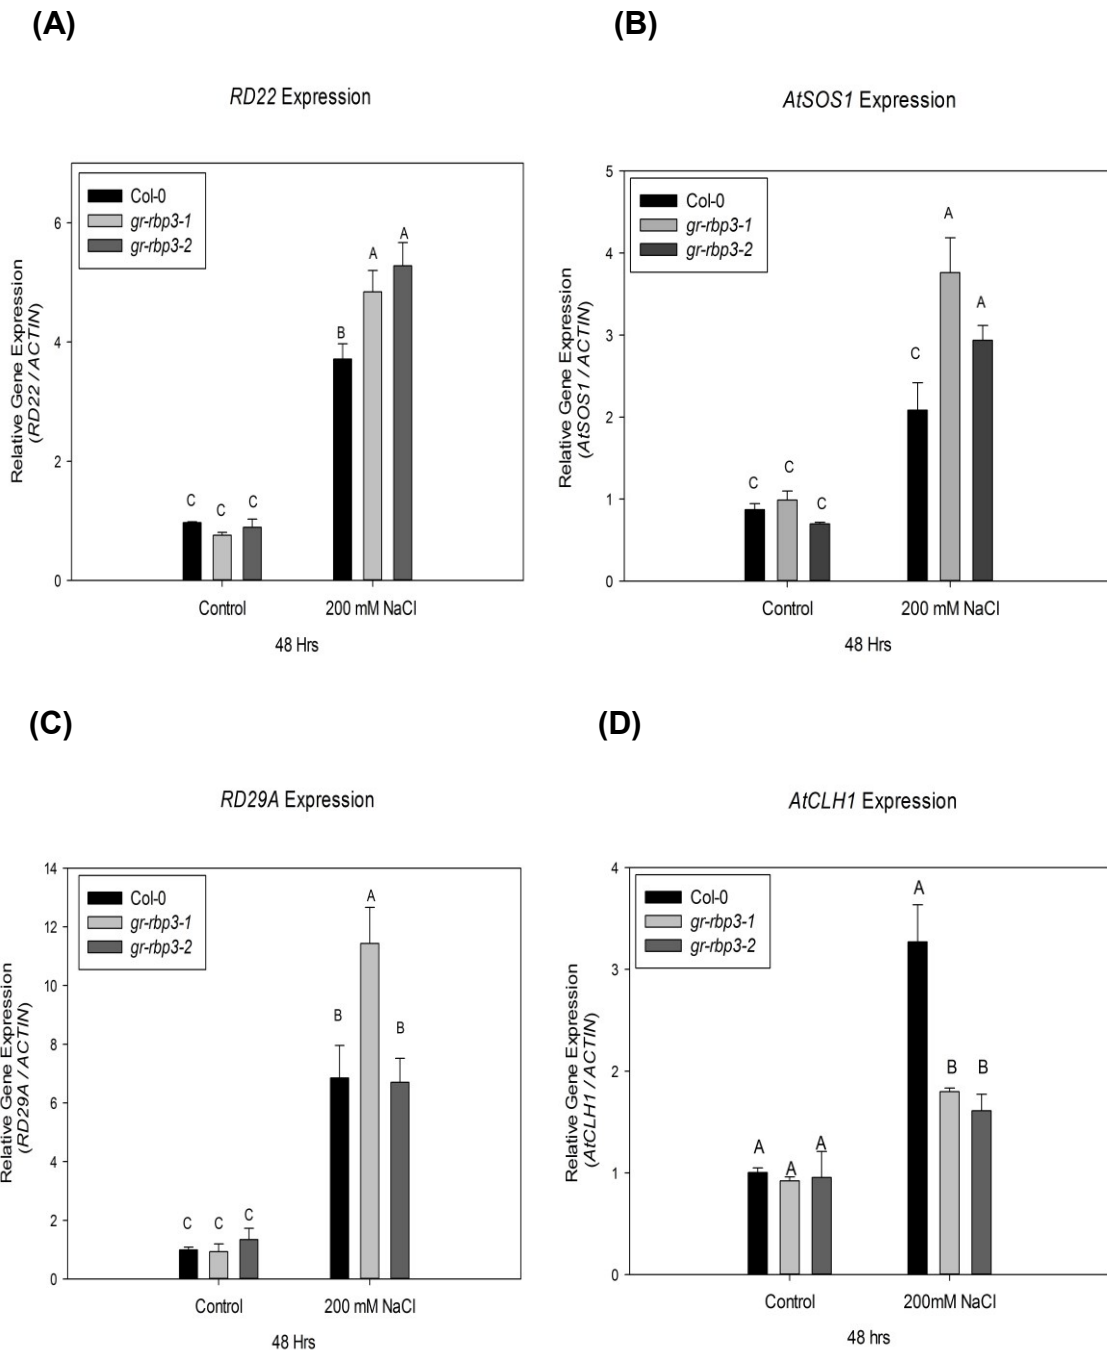 (A)
RD22 Expression
Relative Gene Expression
(RD22 / ACTIN)
6
4
2
0
Col-0
gr-rbp3-1
gr-rbp3-2
C
C
C
B
A
A
Control
200 mM NaCl
48 Hrs
(B)
AtSOS1 Expression
Relative Gene Expression
(AtSOS1 / ACTIN)
5
4
3
2
1
0
Col-0
gr-rbp3-1
gr-rbp3-2
C
C
C
C
A
A
Control
200 mM NaCl
48 Hrs
(C)
RD29A Expression
Relative Gene Expression
(RD29A / ACTIN)
14
12
10
8
6
4
2
0
Col-0
gr-rbp3-1
gr-rbp3-2
C
C
C
B
A
B
Control
200 mM NaCl
48 Hrs
(D)
AtCLH1 Expression
Relative Gene Expression
(AtCLH1 / ACTIN)
4
3
2
1
0
Col-0
gr-rbp3-1
gr-rbp3-2
A
A
A
A
B
B
Control
200mM NaCl
48 hrs